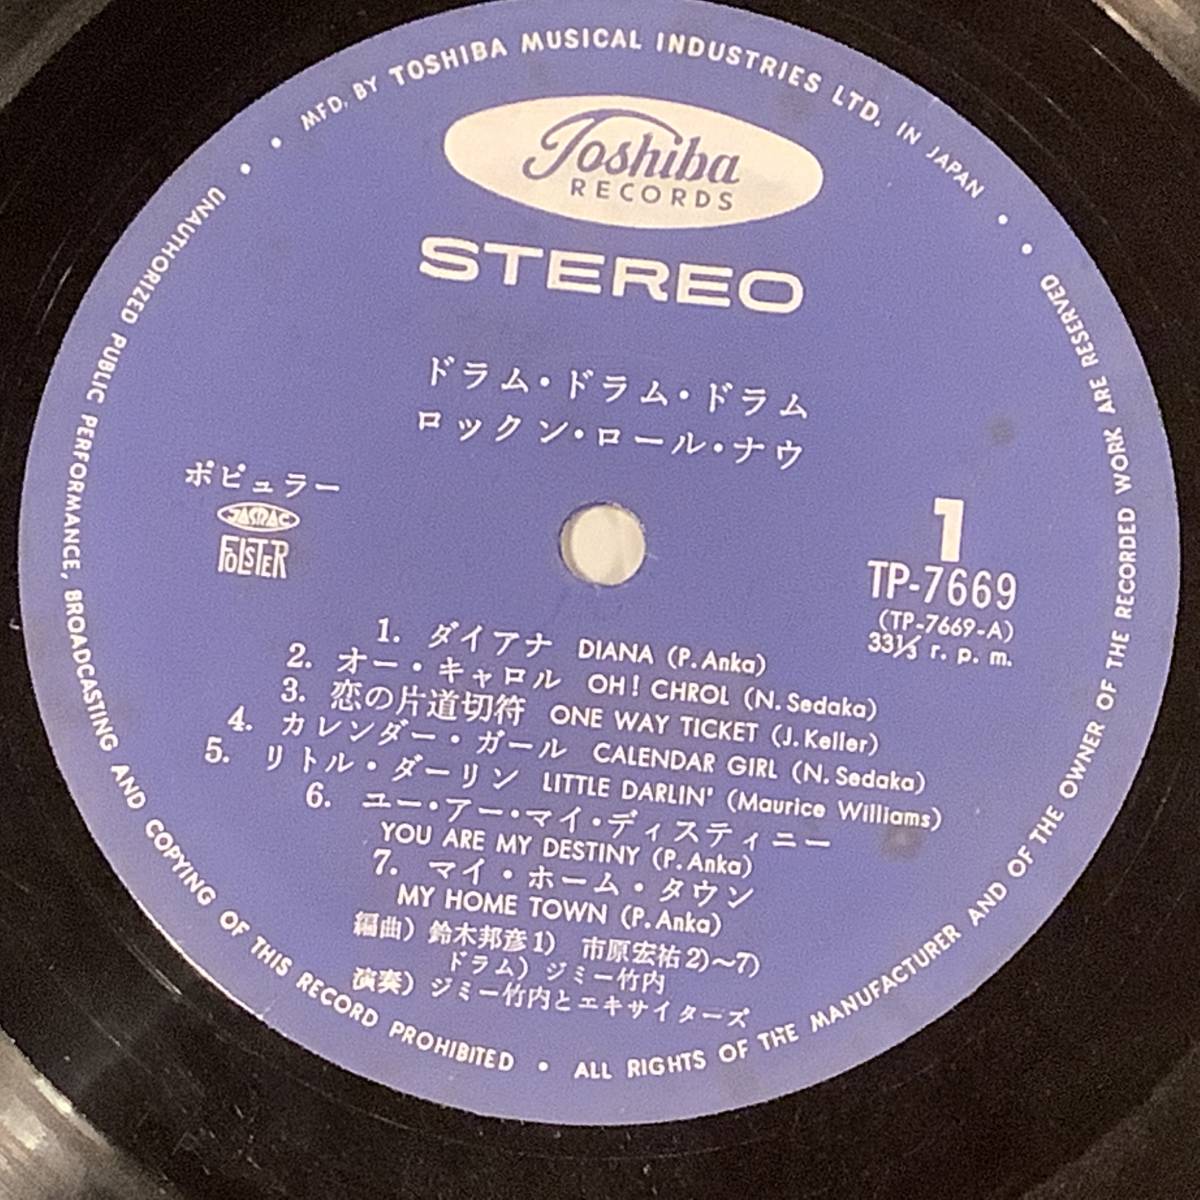 MFD. BY TOSHIBA MUSICAL INDUSTRIES LTD. IN JAPAN
Toshiba
RECORDS
STEREO
ドラム・ドラム・ドラム
ロックン・ロール・ナウ
ポピュラー
JASRAC
FOLSTER
1
TP-7669
(TP-7669-A)
33⅓ r. p. m.
1. ダイアナ DIANA (P. Anka)
2. オー・キャロル OH! CHROL (N. Sedaka)
3. 恋の片道切符 ONE WAY TICKET (J. Keller)
4. カレンダー・ガール CALENDAR GIRL (N. Sedaka)
5. リトル・ダーリン LITTLE DARLIN' (Maurice Williams)
6. ユー・アー・マイ・ディスティニー
YOU ARE MY DESTINY (P. Anka)
7. マイ・ホーム・タウン
MY HOME TOWN (P. Anka)
編曲) 鈴木邦彦1) 市原宏祐2)~7)
ドラム) ジミー竹内
演奏) ジミー竹内とエキサイターズ
UNAUTHORIZED PUBLIC PERFORMANCE, BROADCASTING AND COPYING OF THIS RECORD PROHIBITED • ALL RIGHTS OF THE MANUFACTURER AND OF THE OWNER OF THE RECORDED WORK ARE RESERVED